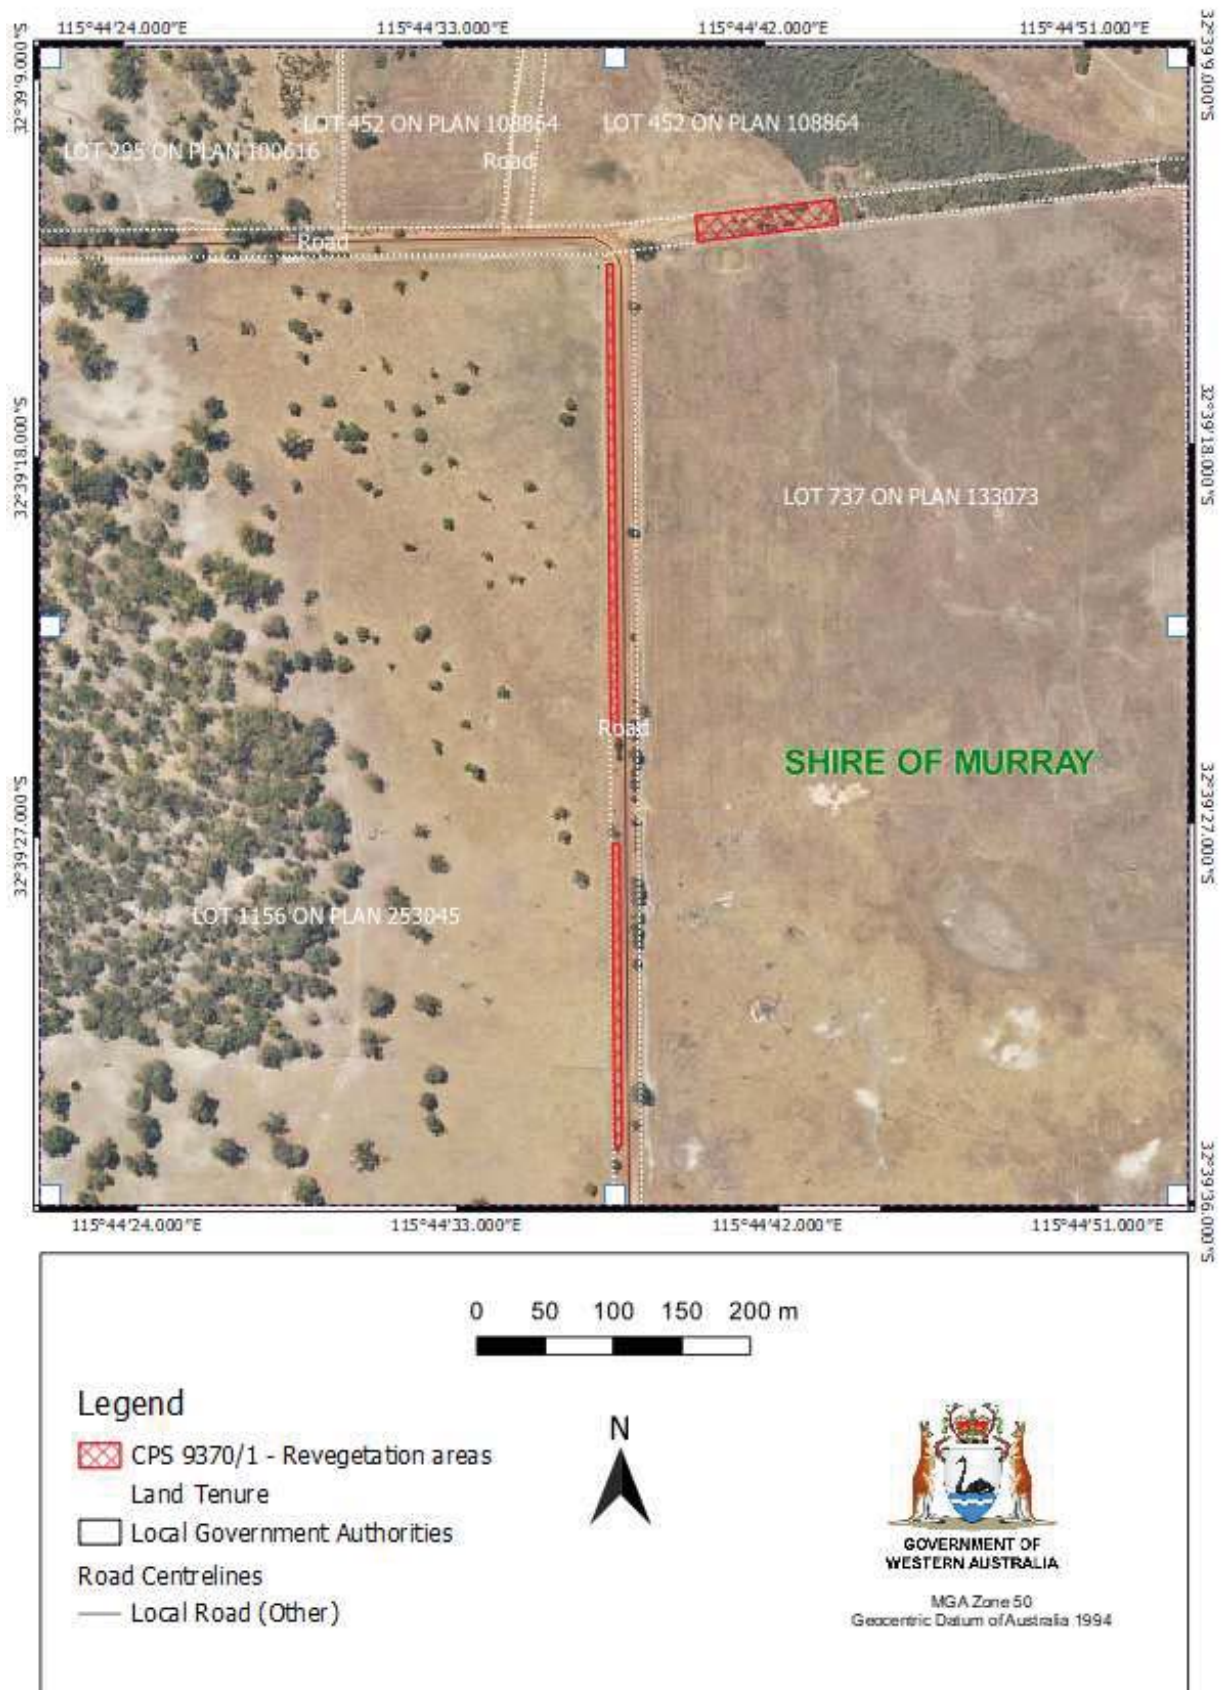 115°44'24.000"E 115°44'33.000"E 115°44'42.000"E 115°44'51.000"E
32°39'9.000"S
32°39'9.000"S
LOT 452 ON PLAN 108864
LOT 452 ON PLAN 108864
LOT 295 ON PLAN 100616
Road
Road
32°39'18.000"S
32°39'18.000"S
LOT 737 ON PLAN 133073
Road
SHIRE OF MURRAY
32°39'27.000"S
32°39'27.000"S
LOT 1156 ON PLAN 253045
32°39'36.000"S
115°44'24.000"E 115°44'33.000"E 115°44'42.000"E 115°44'51.000"E
0 50 100 150 200 m
Legend
CPS 9370/1 - Revegetation areas
Land Tenure
Local Government Authorities
Road Centrelines
Local Road (Other)
N
GOVERNMENT OF
WESTERN AUSTRALIA
MGA Zone 50
Geocentric Datum of Australia 1994